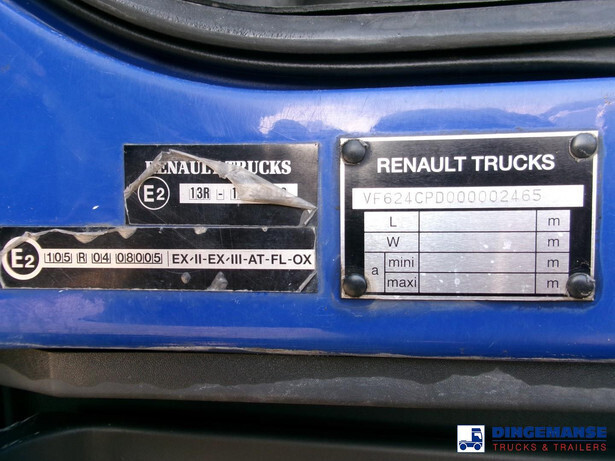 RENAULT TRUCKS
E2 13R -
E2 105 R 04 08005 EX/II-EX/III-AT-FL-OX
RENAULT TRUCKS
VF624CPD000002465
L m
W m
a mini m
maxi m
DINGEMANSE
TRUCKS & TRAILERS